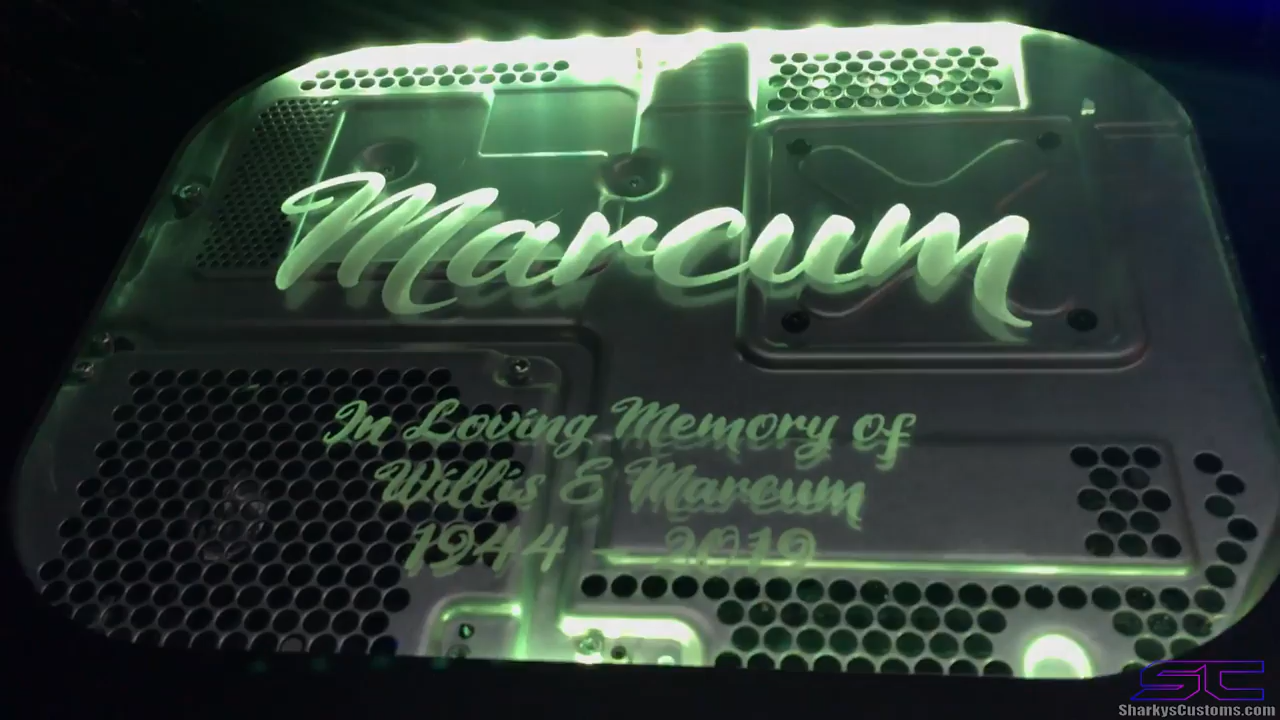 Marcum
In Loving Memory of
Willis E Marcum
1944 2019
SC
SharkysCustoms.com